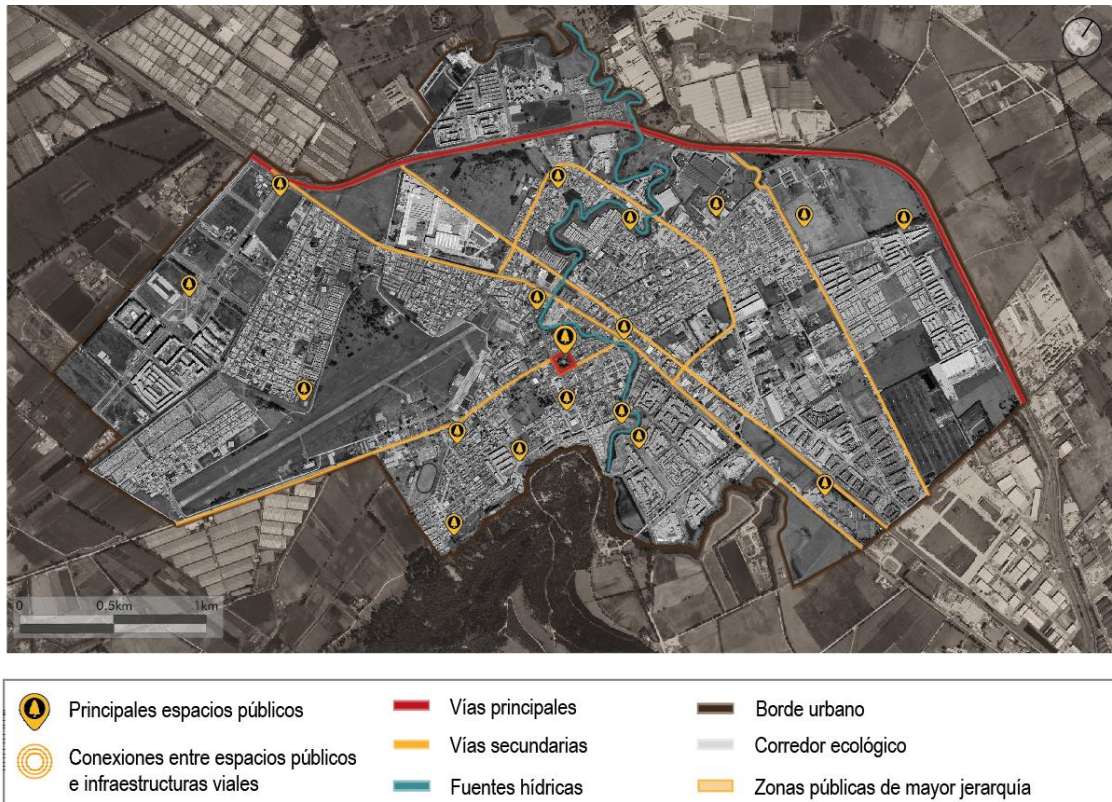 0 0.5km 1km
Principales espacios públicos
Conexiones entre espacios públicos
e infraestructuras viales
Vías principales
Vías secundarias
Fuentes hídricas
Borde urbano
Corredor ecológico
Zonas públicas de mayor jerarquía